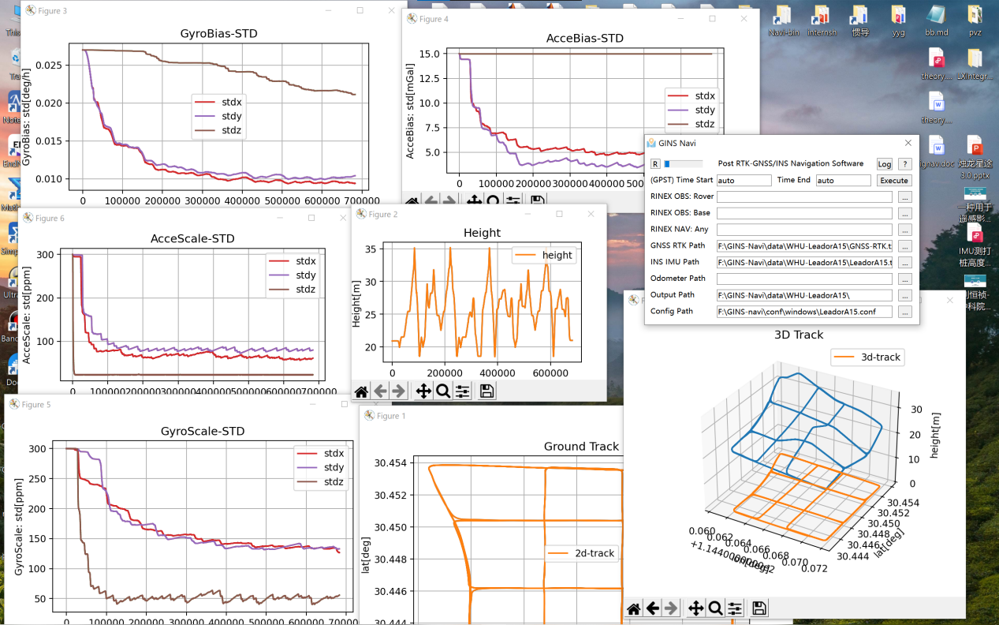 Figure 3
GyroBias-STD
GyroBias: std[deg/h]
0.025
0.020
0.015
0.010
stdx
stdy
stdz
0
100000
200000
300000
400000
500000
600000
700000
Figure 4
AcceBias-STD
AcceBias: std[mGal]
15.0
12.5
10.0
7.5
5.0
stdx
stdy
stdz
0
100000
200000
300000
400000
Navi-bin
internsh
惯导
yyg
bb.md
pvz
theory....
theory....
GINS Navi
R
Post RTK-GNSS/INS Navigation Software
Log
?
(GPST) Time Start
auto
Time End
auto
Execute
RINEX OBS: Rover
...
RINEX OBS: Base
...
RINEX NAV: Any
...
GNSS RTK Path
F:\GINS-Navi\data\WHU-LeadorA15\GNSS-RTK.t
...
INS IMU Path
F:\GINS-Navi\data\WHU-LeadorA15\LeadorA15.t
...
Odometer Path
...
Output Path
F:\GINS-Navi\data\WHU-LeadorA15\
...
Config Path
F:\GINS-navi\conf\windows\LeadorA15.conf
...
3.0.pptx
一种用于
遥感影...
IMU测打
桩高度...
Figure 6
AcceScale-STD
AcceScale: std[ppm]
300
200
100
stdx
stdy
stdz
0
100000
200000
300000
400000
500000
600000
700000
Figure 2
Height
Height[m]
35
30
25
20
height
0
200000
400000
600000
Figure 5
GyroScale-STD
GyroScale: std[ppm]
300
250
200
150
100
50
stdx
stdy
stdz
0
100000
200000
300000
400000
500000
600000
700000
Figure 1
Ground Track
lat[deg]
30.454
30.452
30.450
30.448
30.446
30.444
2d-track
3D Track
3d-track
height[m]
30
20
10
0
30.454
30.452
30.450
30.448
30.446
30.444
lat[deg]
0.060
0.062
0.064
0.066
0.068
0.070
0.072
lon[deg]